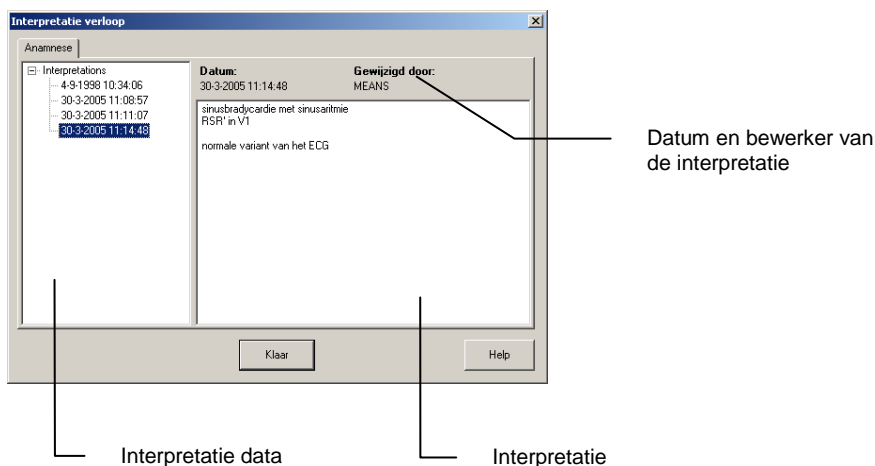 Interpretatie verloop
Anamnese
Interpretations
4-9-1998 10:34:06
30-3-2005 11:08:57
30-3-2005 11:11:07
30-3-2005 11:14:48
Datum: Gewijzigd door:
30-3-2005 11:14:48 MEANS
sinusbradycardie met sinusaritmie
RSR' in V1
normale variant van het ECG
Klaar Help
Datum en bewerker van
de interpretatie
Interpretatie data Interpretatie